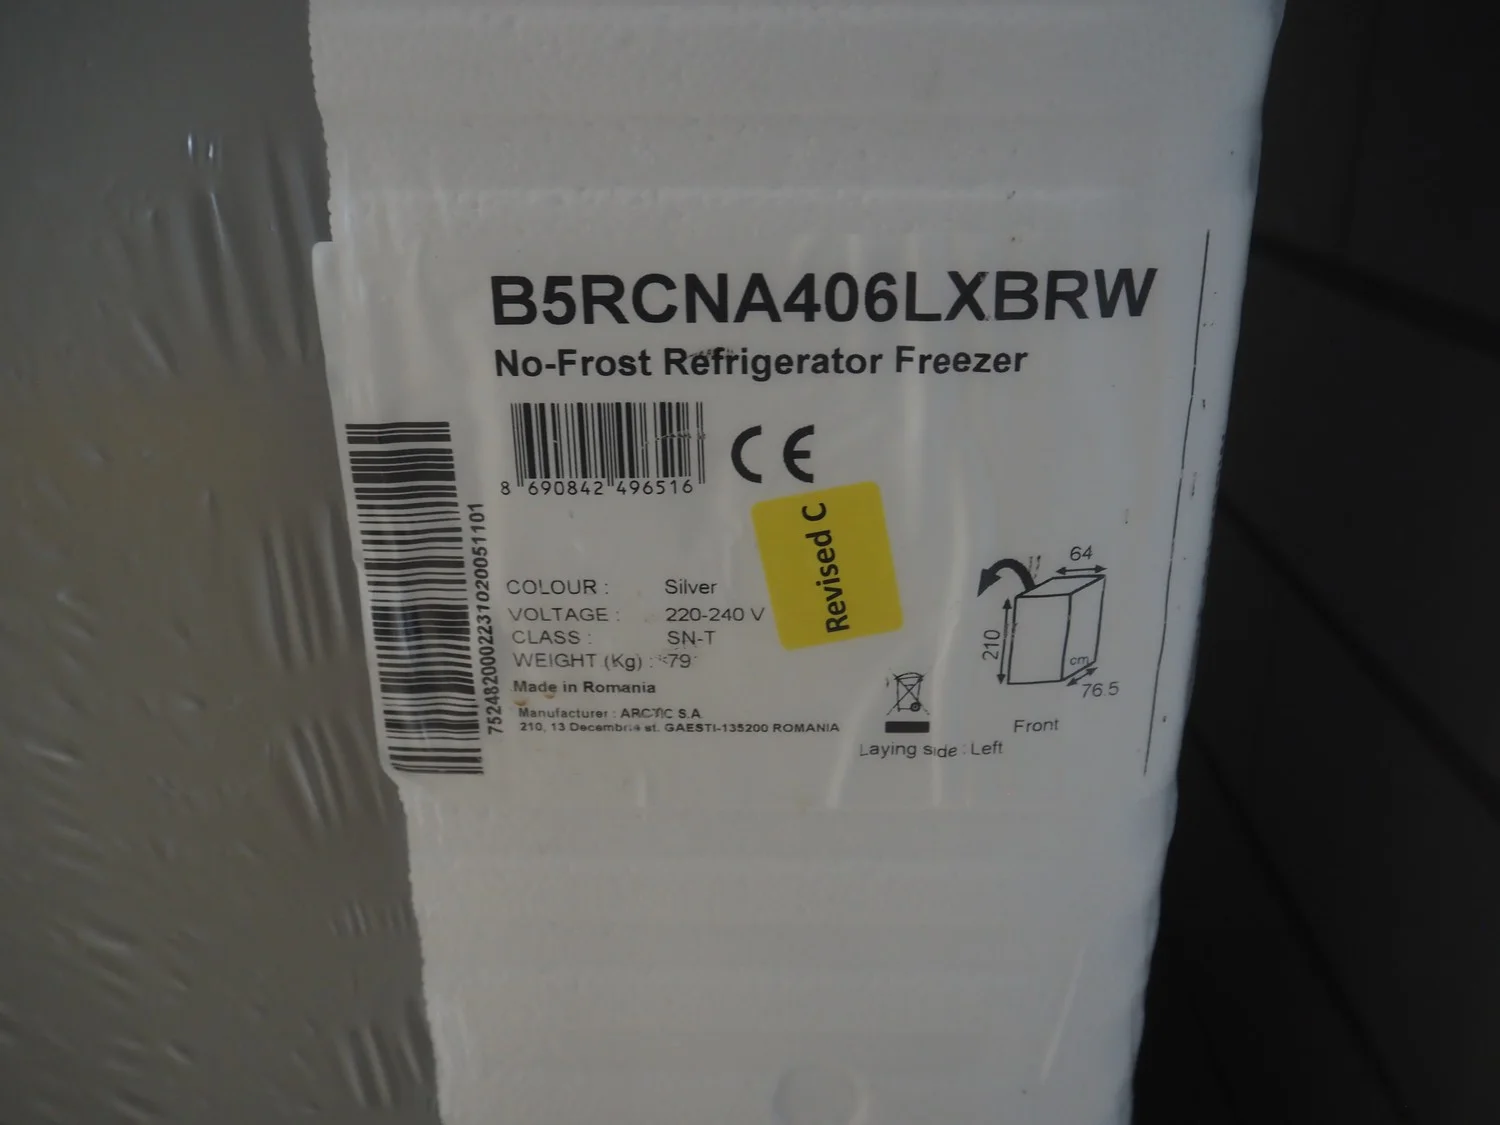 B5RCNA406LXBRW
No-Frost Refrigerator Freezer
8 690842 496516
CE
Revised C
7524820002231020051101
COLOUR : Silver
VOLTAGE : 220-240 V
CLASS : SN-T
WEIGHT (Kg) : 79
Made in Romania
Manufacturer : ARCTIC S.A.
210, 13 Decembrie st. GAESTI-135200 ROMANIA
64
210
cm
76.5
Front
Laying side : Left